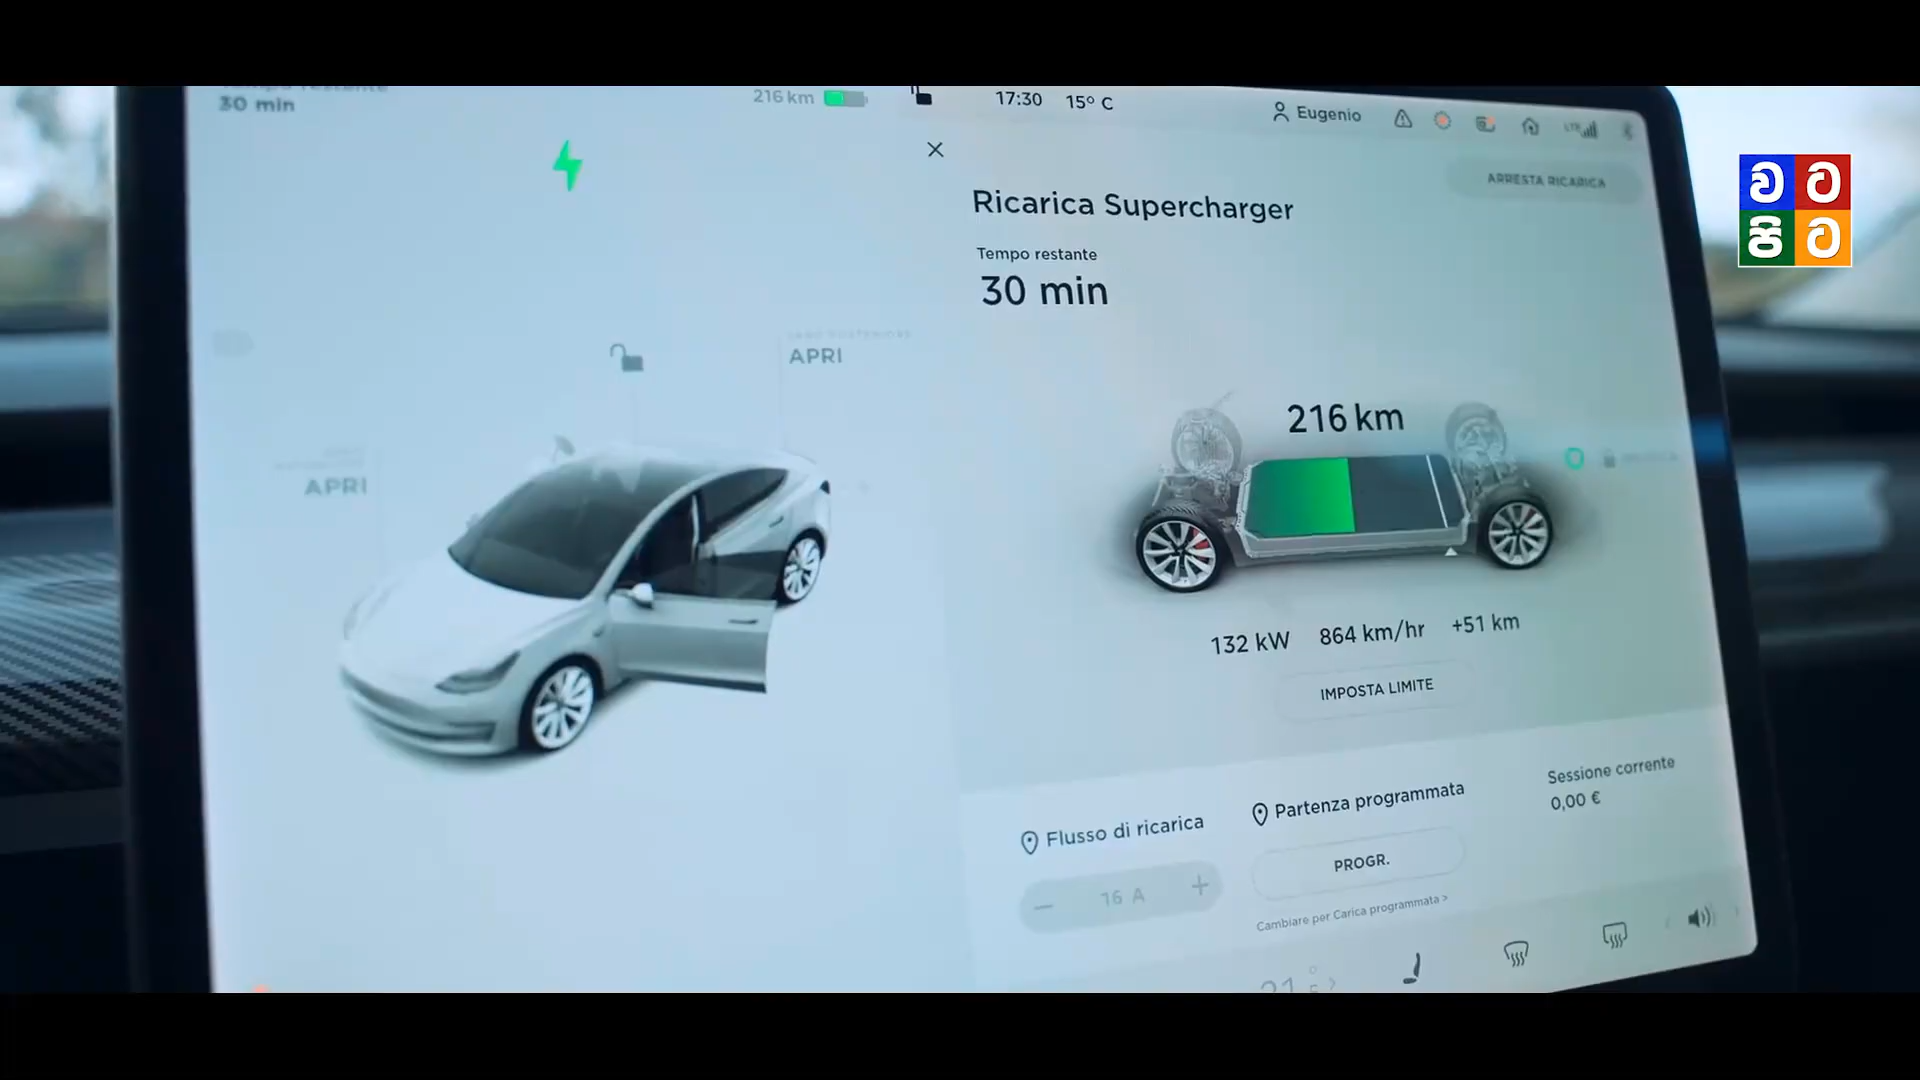 30 min
216 km
17:30 15° C
Eugenio
LTE
ARRESTA RICARICA
Ricarica Supercharger
Tempo restante
30 min
APRI
APRI
216 km
132 kW 864 km/hr +51 km
IMPOSTA LIMITE
Flusso di ricarica
16 A
Partenza programmata
PROGR.
Cambiare per Carica programmata >
Sessione corrente
0,00 €